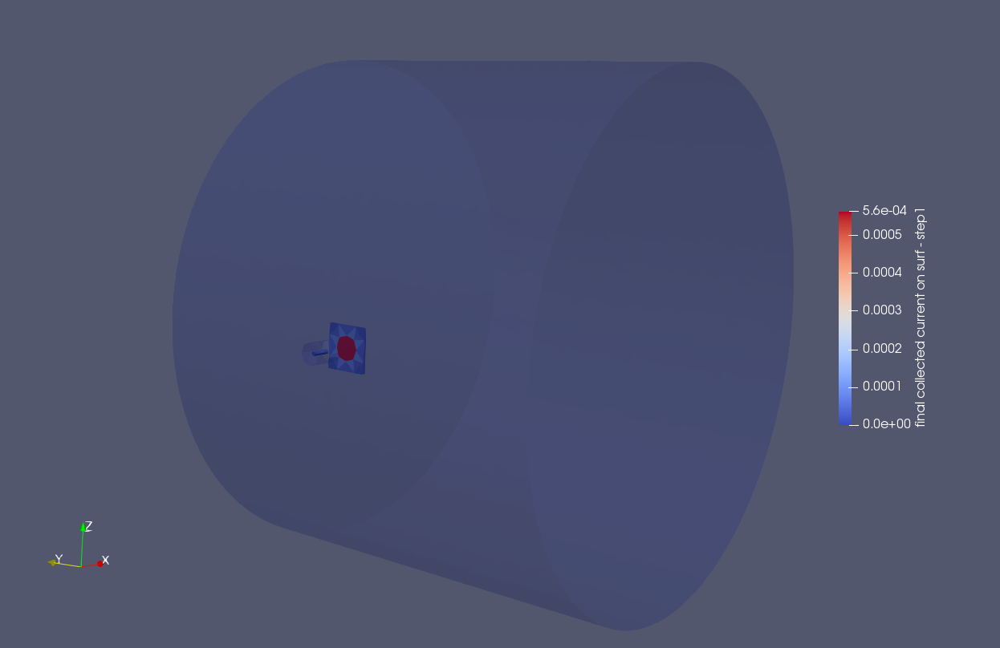 5.6e-04
0.0005
0.0004
0.0003
0.0002
0.0001
0.0e+00
final collected current on surf - step1
Z
Y
X